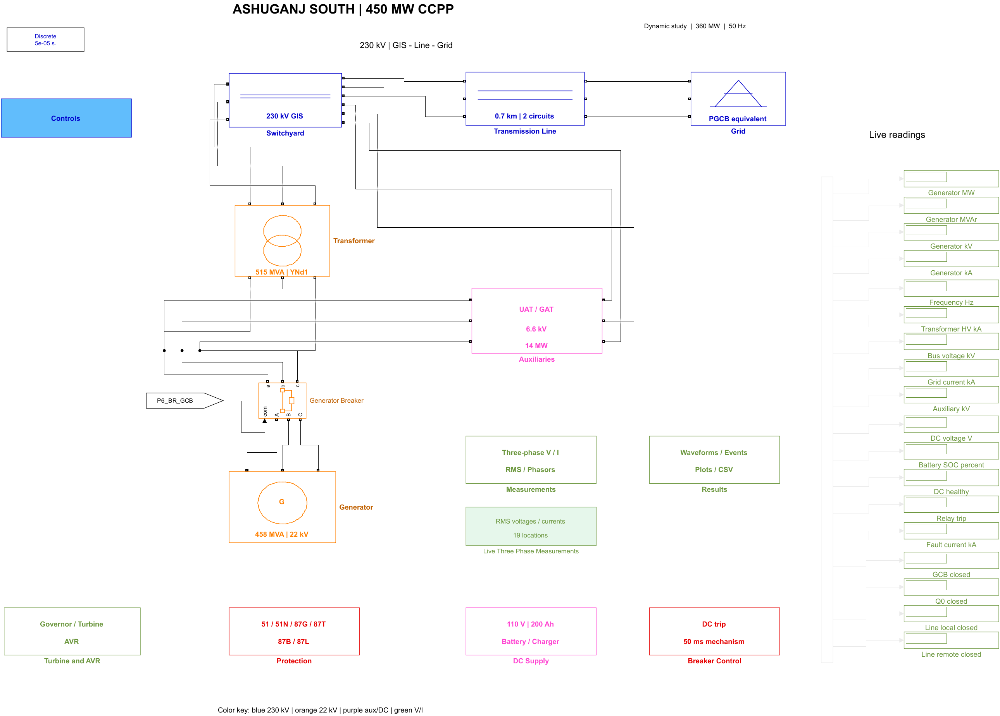 ASHUGANJ SOUTH | 450 MW CCPP
Dynamic study | 360 MW | 50 Hz
Discrete
5e-05 s.
230 kV | GIS - Line - Grid
Controls
230 kV GIS
Switchyard
0.7 km | 2 circuits
Transmission Line
PGCB equivalent
Grid
Live readings
515 MVA | YNd1
Transformer
UAT / GAT
6.6 kV
14 MW
Auxiliaries
P6_BR_GCB
a
b
c
com
A
B
C
Generator Breaker
G
458 MVA | 22 kV
Generator
Three-phase V / I
RMS / Phasors
Measurements
Waveforms / Events
Plots / CSV
Results
RMS voltages / currents
19 locations
Live Three Phase Measurements
Governor / Turbine
AVR
Turbine and AVR
51 / 51N / 87G / 87T
87B / 87L
Protection
110 V | 200 Ah
Battery / Charger
DC Supply
DC trip
50 ms mechanism
Breaker Control
Generator MW
Generator MVAr
Generator kV
Generator kA
Frequency Hz
Transformer HV kA
Bus voltage kV
Grid current kA
Auxiliary kV
DC voltage V
Battery SOC percent
DC healthy
Relay trip
Fault current kA
GCB closed
Q0 closed
Line local closed
Line remote closed
Color key: blue 230 kV | orange 22 kV | purple aux/DC | green V/I